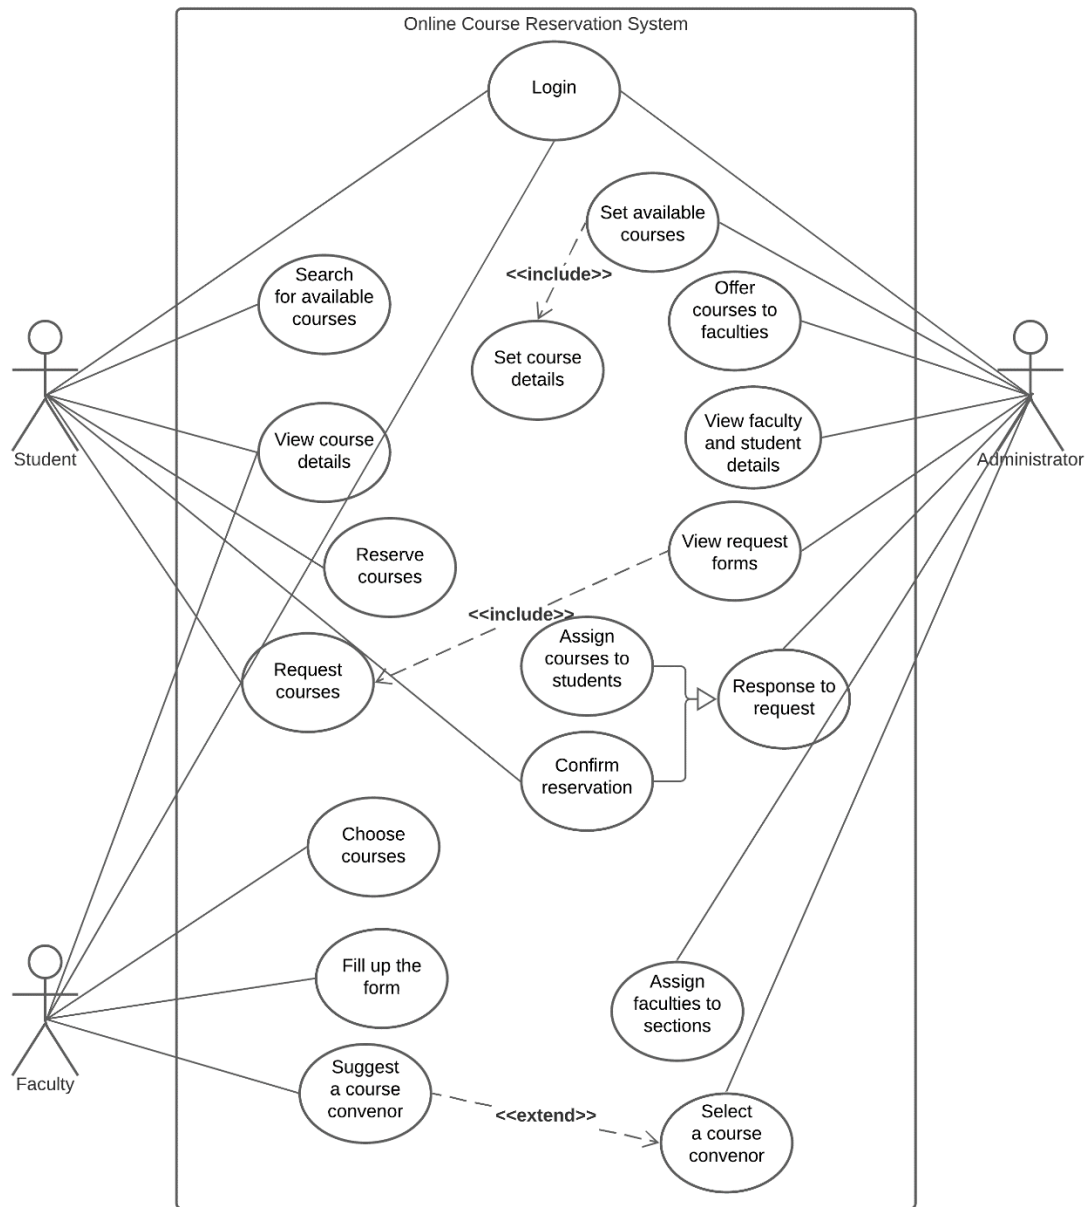 Online Course Reservation System
Login
Set available
courses
<<include>>
Search
for available
courses
Offer
courses to
faculties
Set course
details
Student
View course
details
View faculty
and student
details
Administrator
Reserve
courses
View request
forms
<<include>>
Assign
courses to
students
Request
courses
Response to
request
Confirm
reservation
Choose
courses
Fill up the
form
Assign
faculties to
sections
Faculty
Suggest
a course
convenor
<<extend>>
Select
a course
convenor